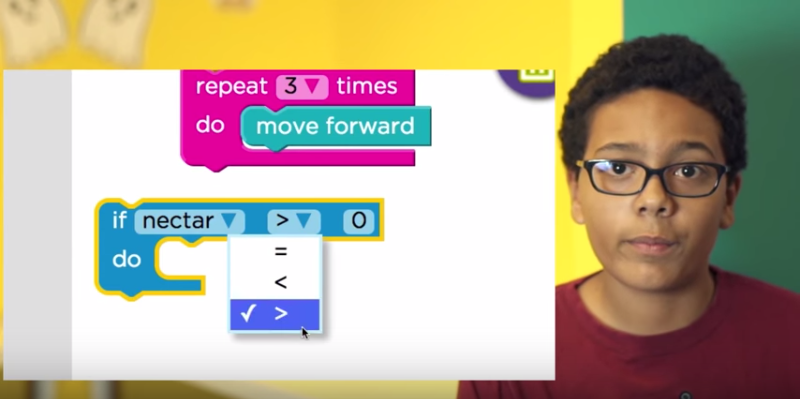 repeat 3 ▼ times
do move forward
if nectar ▼ > ▼ 0
do
=
<
✓ >